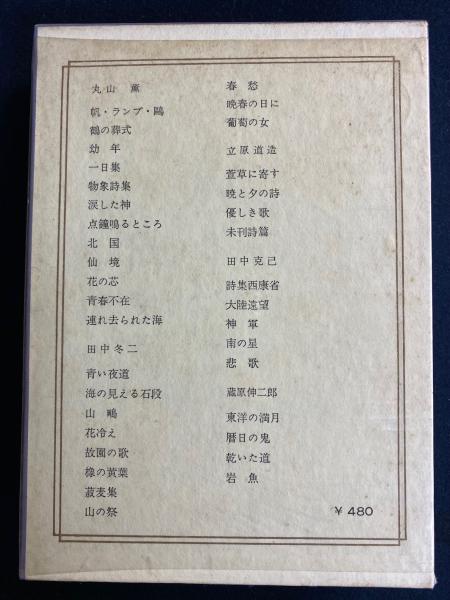 丸山 薫
帆・ランプ・鷗
鶴の葬式
幼年
一日集
物象詩集
涙した神
点鐘鳴るところ
北国
仙境
花の芯
青春不在
連れ去られた海
田中冬二
青い夜道
海の見える石段
山鴫
花冷え
故園の歌
橡の黄葉
菽麦集
山の祭
春愁
晩春の日に
葡萄の女
立原道造
萱草に寄す
暁と夕の詩
優しき歌
未刊詩篇
田中克己
詩集西康省
大陸遠望
神軍
南の星
悲歌
蔵原伸二郎
東洋の満月
暦日の鬼
乾いた道
岩魚
¥ 480